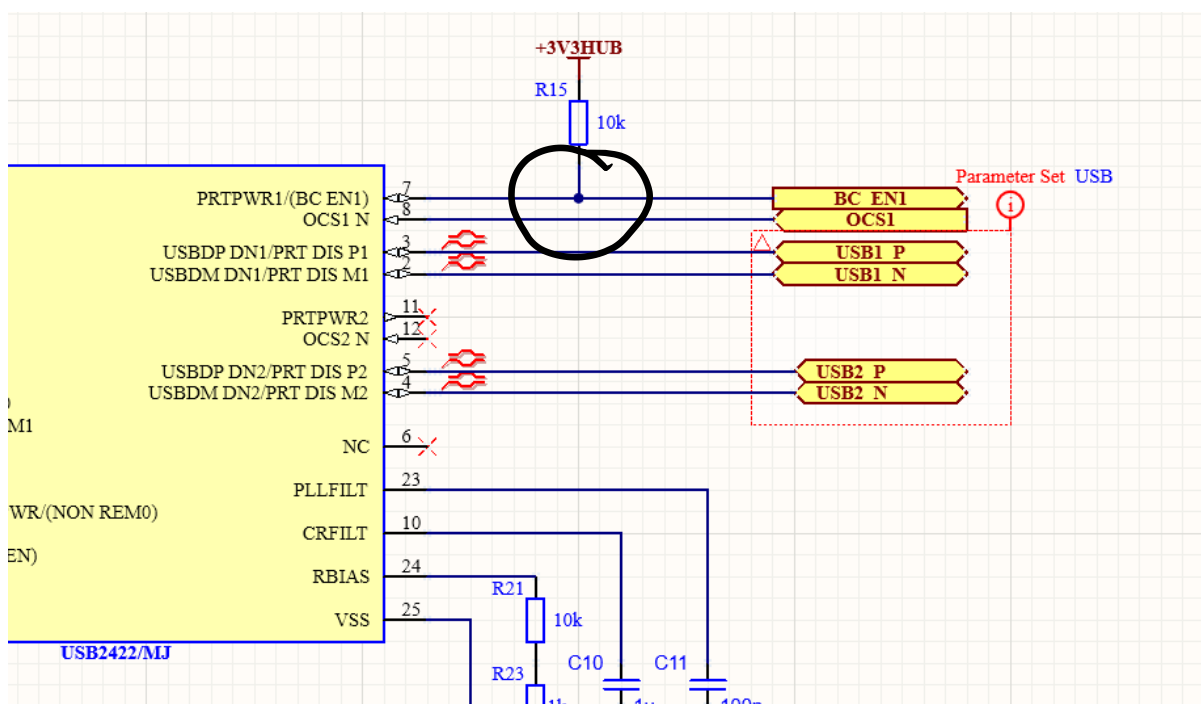 +3V3HUB
R15
10k
PRTPWR1/(BC EN1)
7
BC EN1
Parameter Set USB
i
OCS1 N
8
OCS1
USBDP DN1/PRT DIS P1
3
USB1 P
USBDM DN1/PRT DIS M1
2
USB1 N
PRTPWR2
11
OCS2 N
12
USBDP DN2/PRT DIS P2
5
USB2 P
USBDM DN2/PRT DIS M2
4
USB2 N
M1
NC
6
PLLFILT
23
WR/(NON REM0)
CRFILT
10
EN)
RBIAS
24
R21
10k
VSS
25
USB2422/MJ
R23
C10
C11